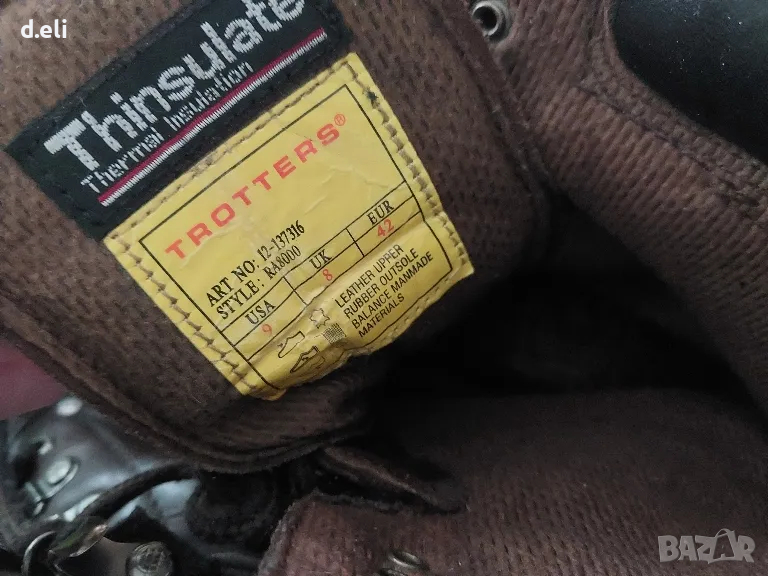 d.eli
Thinsulate
Thermal Insulation
TROTTERS®
ART NO: 12-137316
STYLE: RA8000
USA UK EUR
9 8 42
LEATHER UPPER
RUBBER OUTSOLE
BALANCE MANMADE
MATERIALS
BAZAR